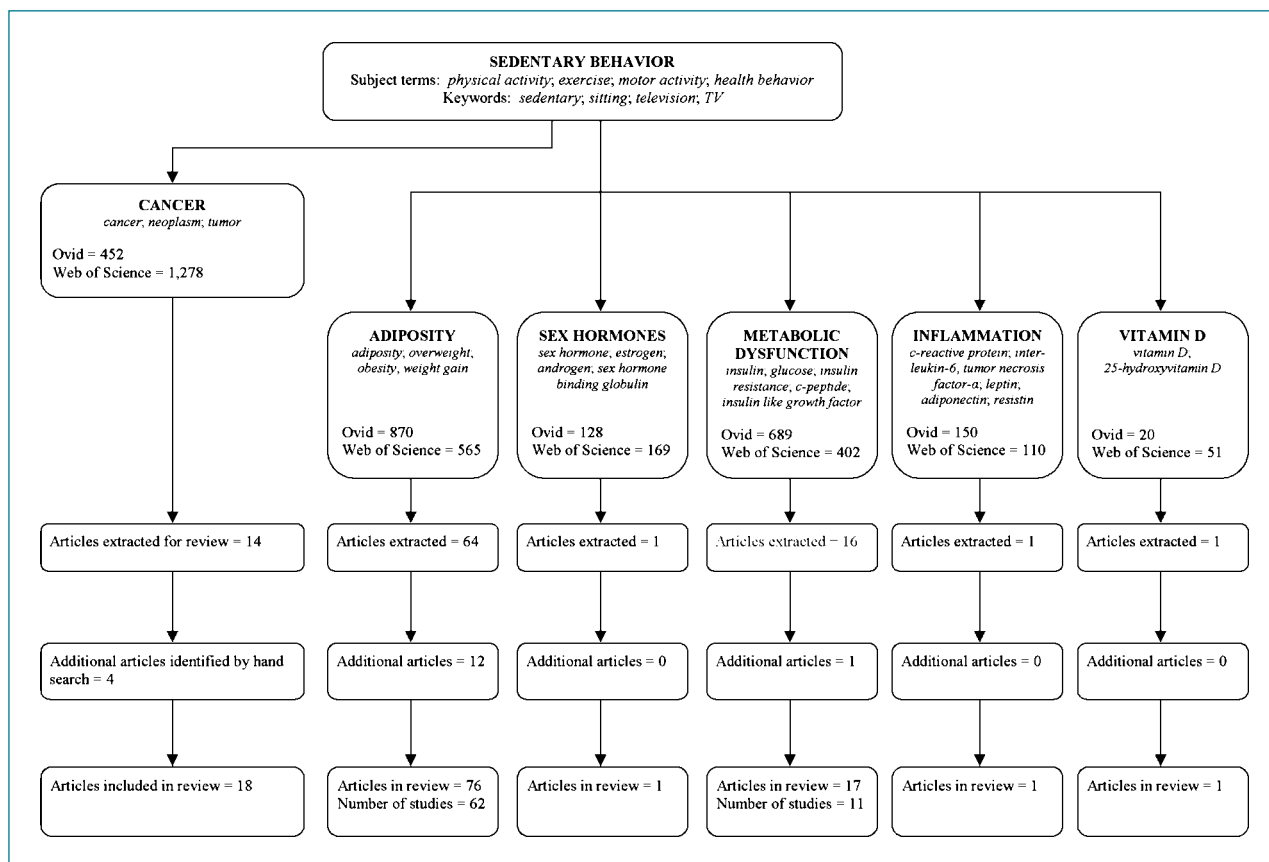 SEDENTARY BEHAVIOR
Subject terms: physical activity; exercise; motor activity; health behavior
Keywords: sedentary; sitting; television; TV
CANCER
cancer, neoplasm; tumor
Ovid = 452
Web of Science = 1,278
ADIPOSITY
adiposity, overweight,
obesity, weight gain
Ovid = 870
Web of Science = 565
SEX HORMONES
sex hormone, estrogen;
androgen; sex hormone
binding globulin
Ovid = 128
Web of Science = 169
METABOLIC
DYSFUNCTION
insulin, glucose, insulin
resistance, c-peptide;
insulin like growth factor
Ovid = 689
Web of Science = 402
INFLAMMATION
c-reactive protein; inter-
leukin-6, tumor necrosis
factor-α; leptin;
adiponectin; resistin
Ovid = 150
Web of Science = 110
VITAMIN D
vitamin D,
25-hydroxyvitamin D
Ovid = 20
Web of Science = 51
Articles extracted for review = 14
Articles extracted = 64
Articles extracted = 1
Articles extracted = 16
Articles extracted = 1
Articles extracted = 1
Additional articles identified by hand
search = 4
Additional articles = 12
Additional articles = 0
Additional articles = 1
Additional articles = 0
Additional articles = 0
Articles included in review = 18
Articles in review = 76
Number of studies = 62
Articles in review = 1
Articles in review = 17
Number of studies = 11
Articles in review = 1
Articles in review = 1